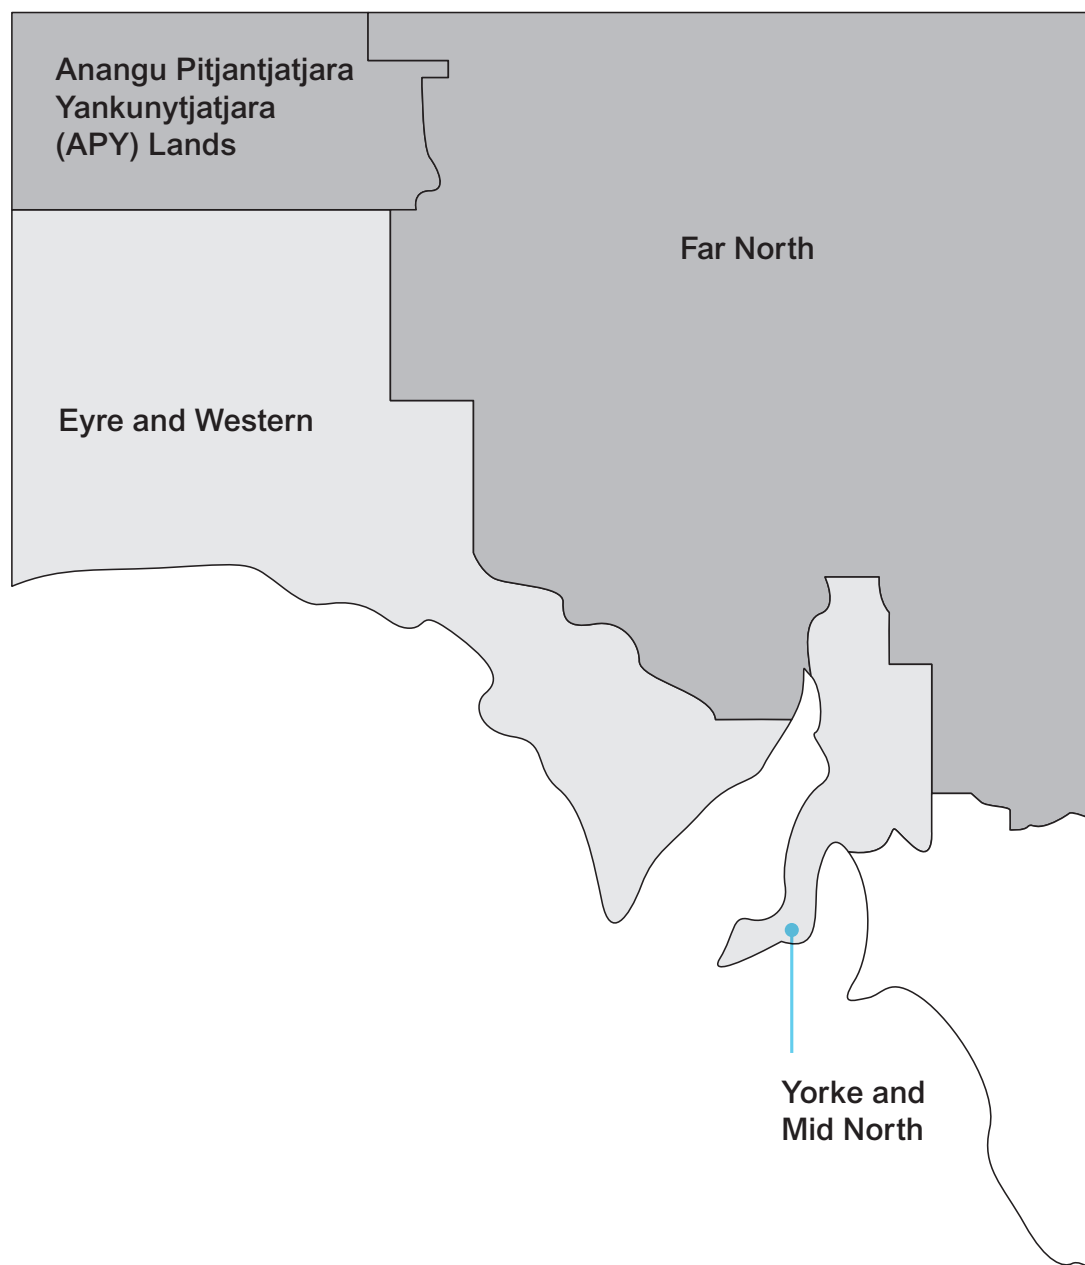 Anangu Pitjantjatjara
Yankunytjatjara
(APY) Lands
Far North
Eyre and Western
Yorke and
Mid North